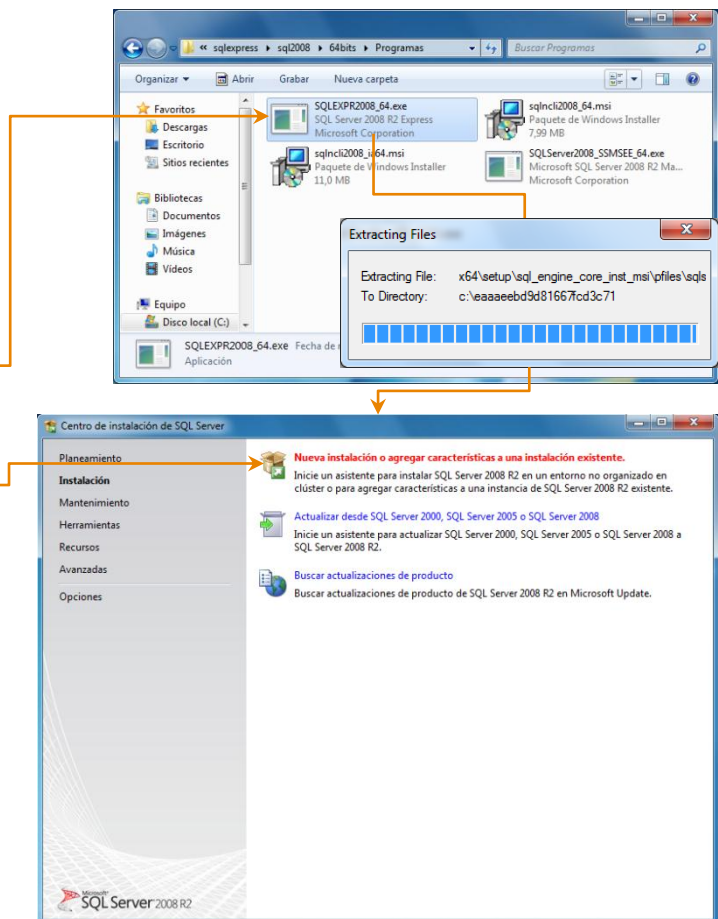 « sqlexpress ▸ sql2008 ▸ 64bits ▸ Programas
Buscar Programas
Organizar
Abrir
Grabar
Nueva carpeta
Favoritos
Descargas
Escritorio
Sitios recientes
Bibliotecas
Documentos
Imágenes
Música
Vídeos
Equipo
Disco local (C:)
SQLEXPR2008_64.exe
SQL Server 2008 R2 Express
Microsoft Corporation
sqlncli2008_64.msi
Paquete de Windows Installer
7,99 MB
sqlncli2008_ia64.msi
Paquete de Windows Installer
11,0 MB
SQLServer2008_SSMSEE_64.exe
Microsoft SQL Server 2008 R2 Ma...
Microsoft Corporation
SQLEXPR2008_64.exe Fecha de
Aplicación
Extracting Files
Extracting File: x64\setup\sql_engine_core_inst_msi\pfiles\sqls
To Directory: c:\eaaaeebd9d81667fcd3c71
Centro de instalación de SQL Server
Planeamiento
Instalación
Mantenimiento
Herramientas
Recursos
Avanzadas
Opciones
Nueva instalación o agregar características a una instalación existente.
Inicie un asistente para instalar SQL Server 2008 R2 en un entorno no organizado en
clúster o para agregar características a una instancia de SQL Server 2008 R2 existente.
Actualizar desde SQL Server 2000, SQL Server 2005 o SQL Server 2008
Inicie un asistente para actualizar SQL Server 2000, SQL Server 2005 o SQL Server 2008 a
SQL Server 2008 R2.
Buscar actualizaciones de producto
Buscar actualizaciones de producto de SQL Server 2008 R2 en Microsoft Update.
Microsoft
SQL Server 2008 R2